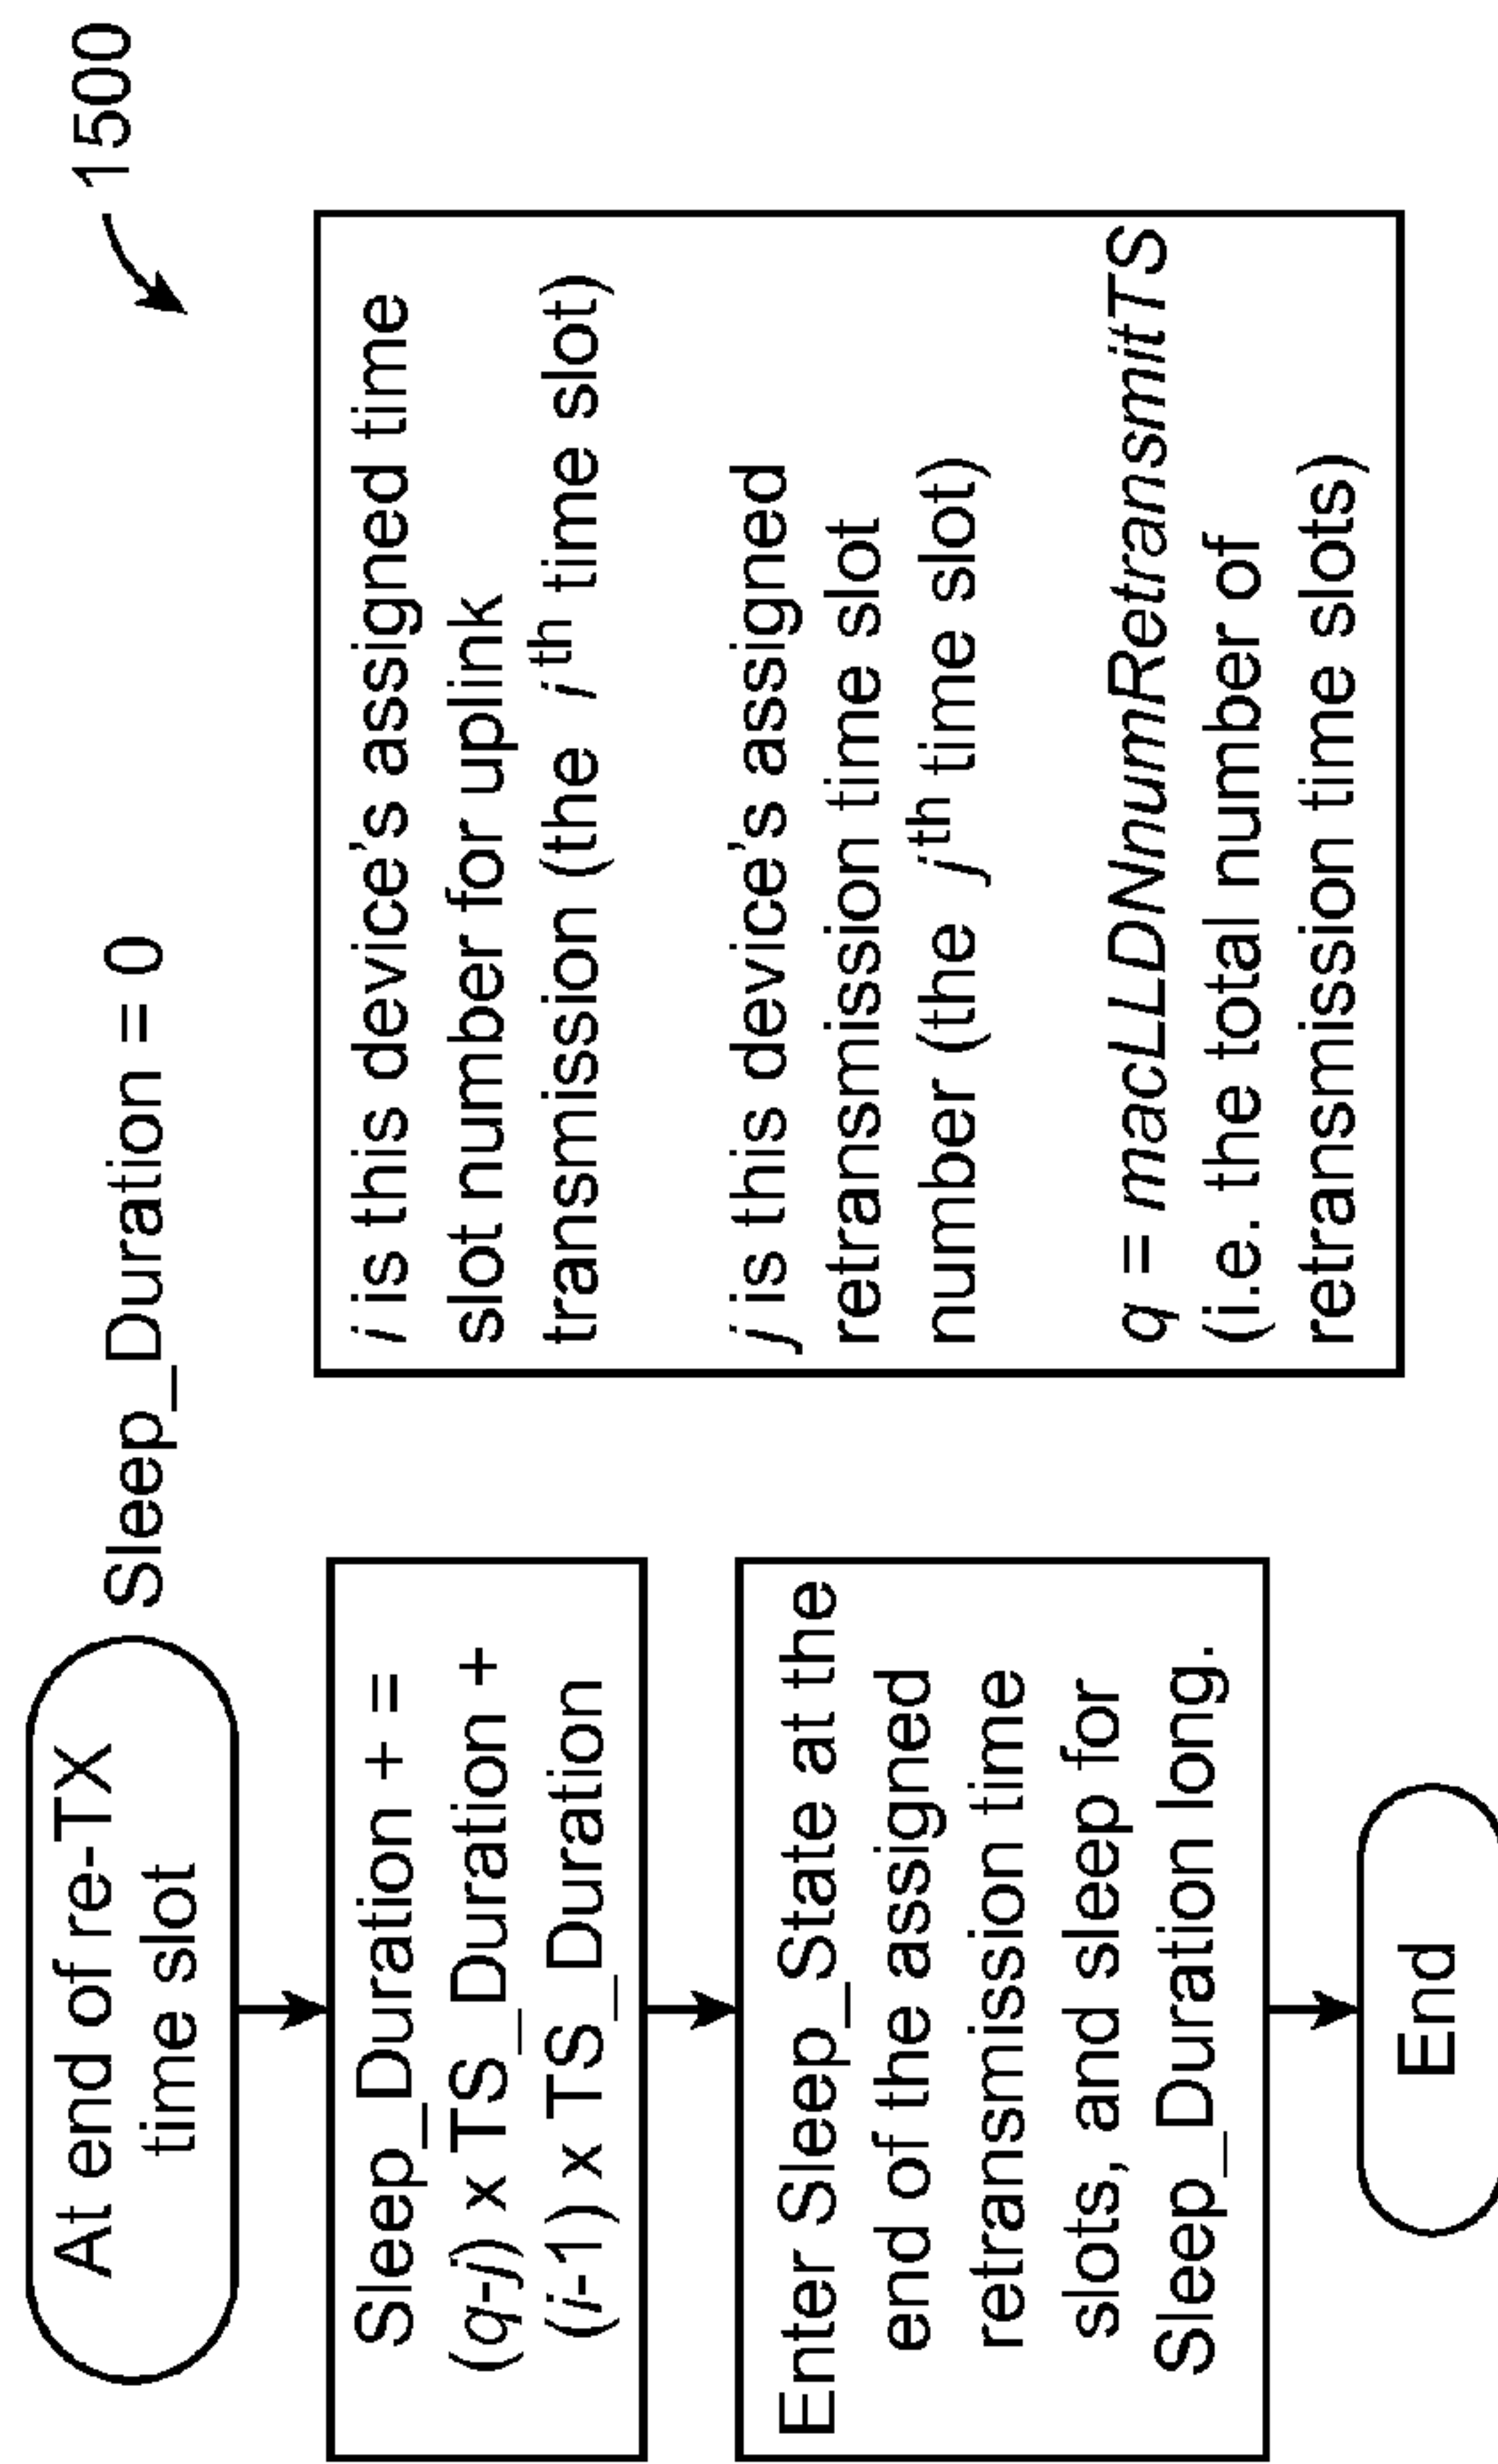 1500
At end of re-TX
time slot
Sleep_Duration = 0
Sleep_Duration + =
(q-j) x TS_Duration +
(i-1) x TS_Duration
Enter Sleep_State at the
end of the assigned
retransmission time
slots, and sleep for
Sleep_Duration long.
End
i is this device's assigned time
slot number for uplink
transmission (the i th time slot)
j is this device's assigned
retransmission time slot
number (the j th time slot)
q = macLLDNnumRetransmitTS
(i.e. the total number of
retransmission time slots)